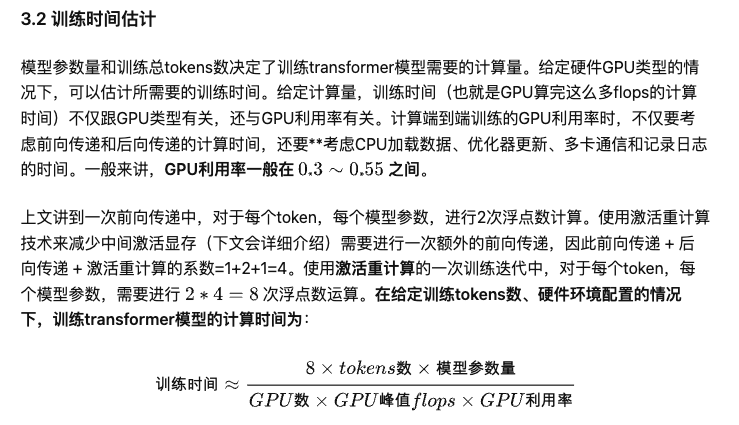 3.2 训练时间估计
模型参数量和训练总tokens数决定了训练transformer模型需要的计算量。给定硬件GPU类型的情
况下，可以估计所需要的训练时间。给定计算量，训练时间（也就是GPU算完这么多flops的计算
时间）不仅跟GPU类型有关，还与GPU利用率有关。计算端到端训练的GPU利用率时，不仅要考
虑前向传递和后向传递的计算时间，还要**考虑CPU加载数据、优化器更新、多卡通信和记录日志
的时间。一般来讲，GPU利用率一般在 0.3 ∼ 0.55 之间。
上文讲到一次前向传递中，对于每个token，每个模型参数，进行2次浮点数计算。使用激活重计算
技术来减少中间激活显存（下文会详细介绍）需要进行一次额外的前向传递，因此前向传递 + 后
向传递 + 激活重计算的系数=1+2+1=4。使用激活重计算的一次训练迭代中，对于每个token，每
个模型参数，需要进行 2 ∗ 4 = 8 次浮点数运算。在给定训练tokens数、硬件环境配置的情况
下，训练transformer模型的计算时间为：
8 × tokens数 × 模型参数量
训练时间 ≈
GPU数 × GPU峰值flops × GPU利用率